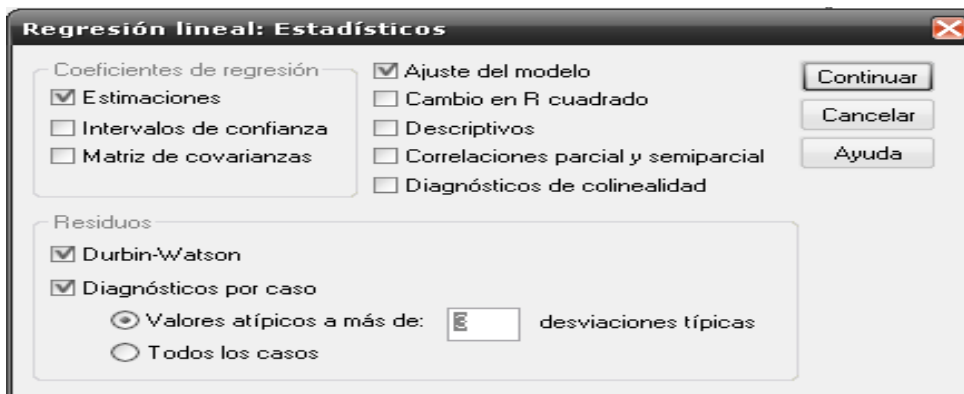 Regresión lineal: Estadísticos
Coeficientes de regresión
Estimaciones
Intervalos de confianza
Matriz de covarianzas
Ajuste del modelo
Cambio en R cuadrado
Descriptivos
Correlaciones parcial y semiparcial
Diagnósticos de colinealidad
Continuar
Cancelar
Ayuda
Residuos
Durbin-Watson
Diagnósticos por caso
Valores atípicos a más de: desviaciones típicas
Todos los casos